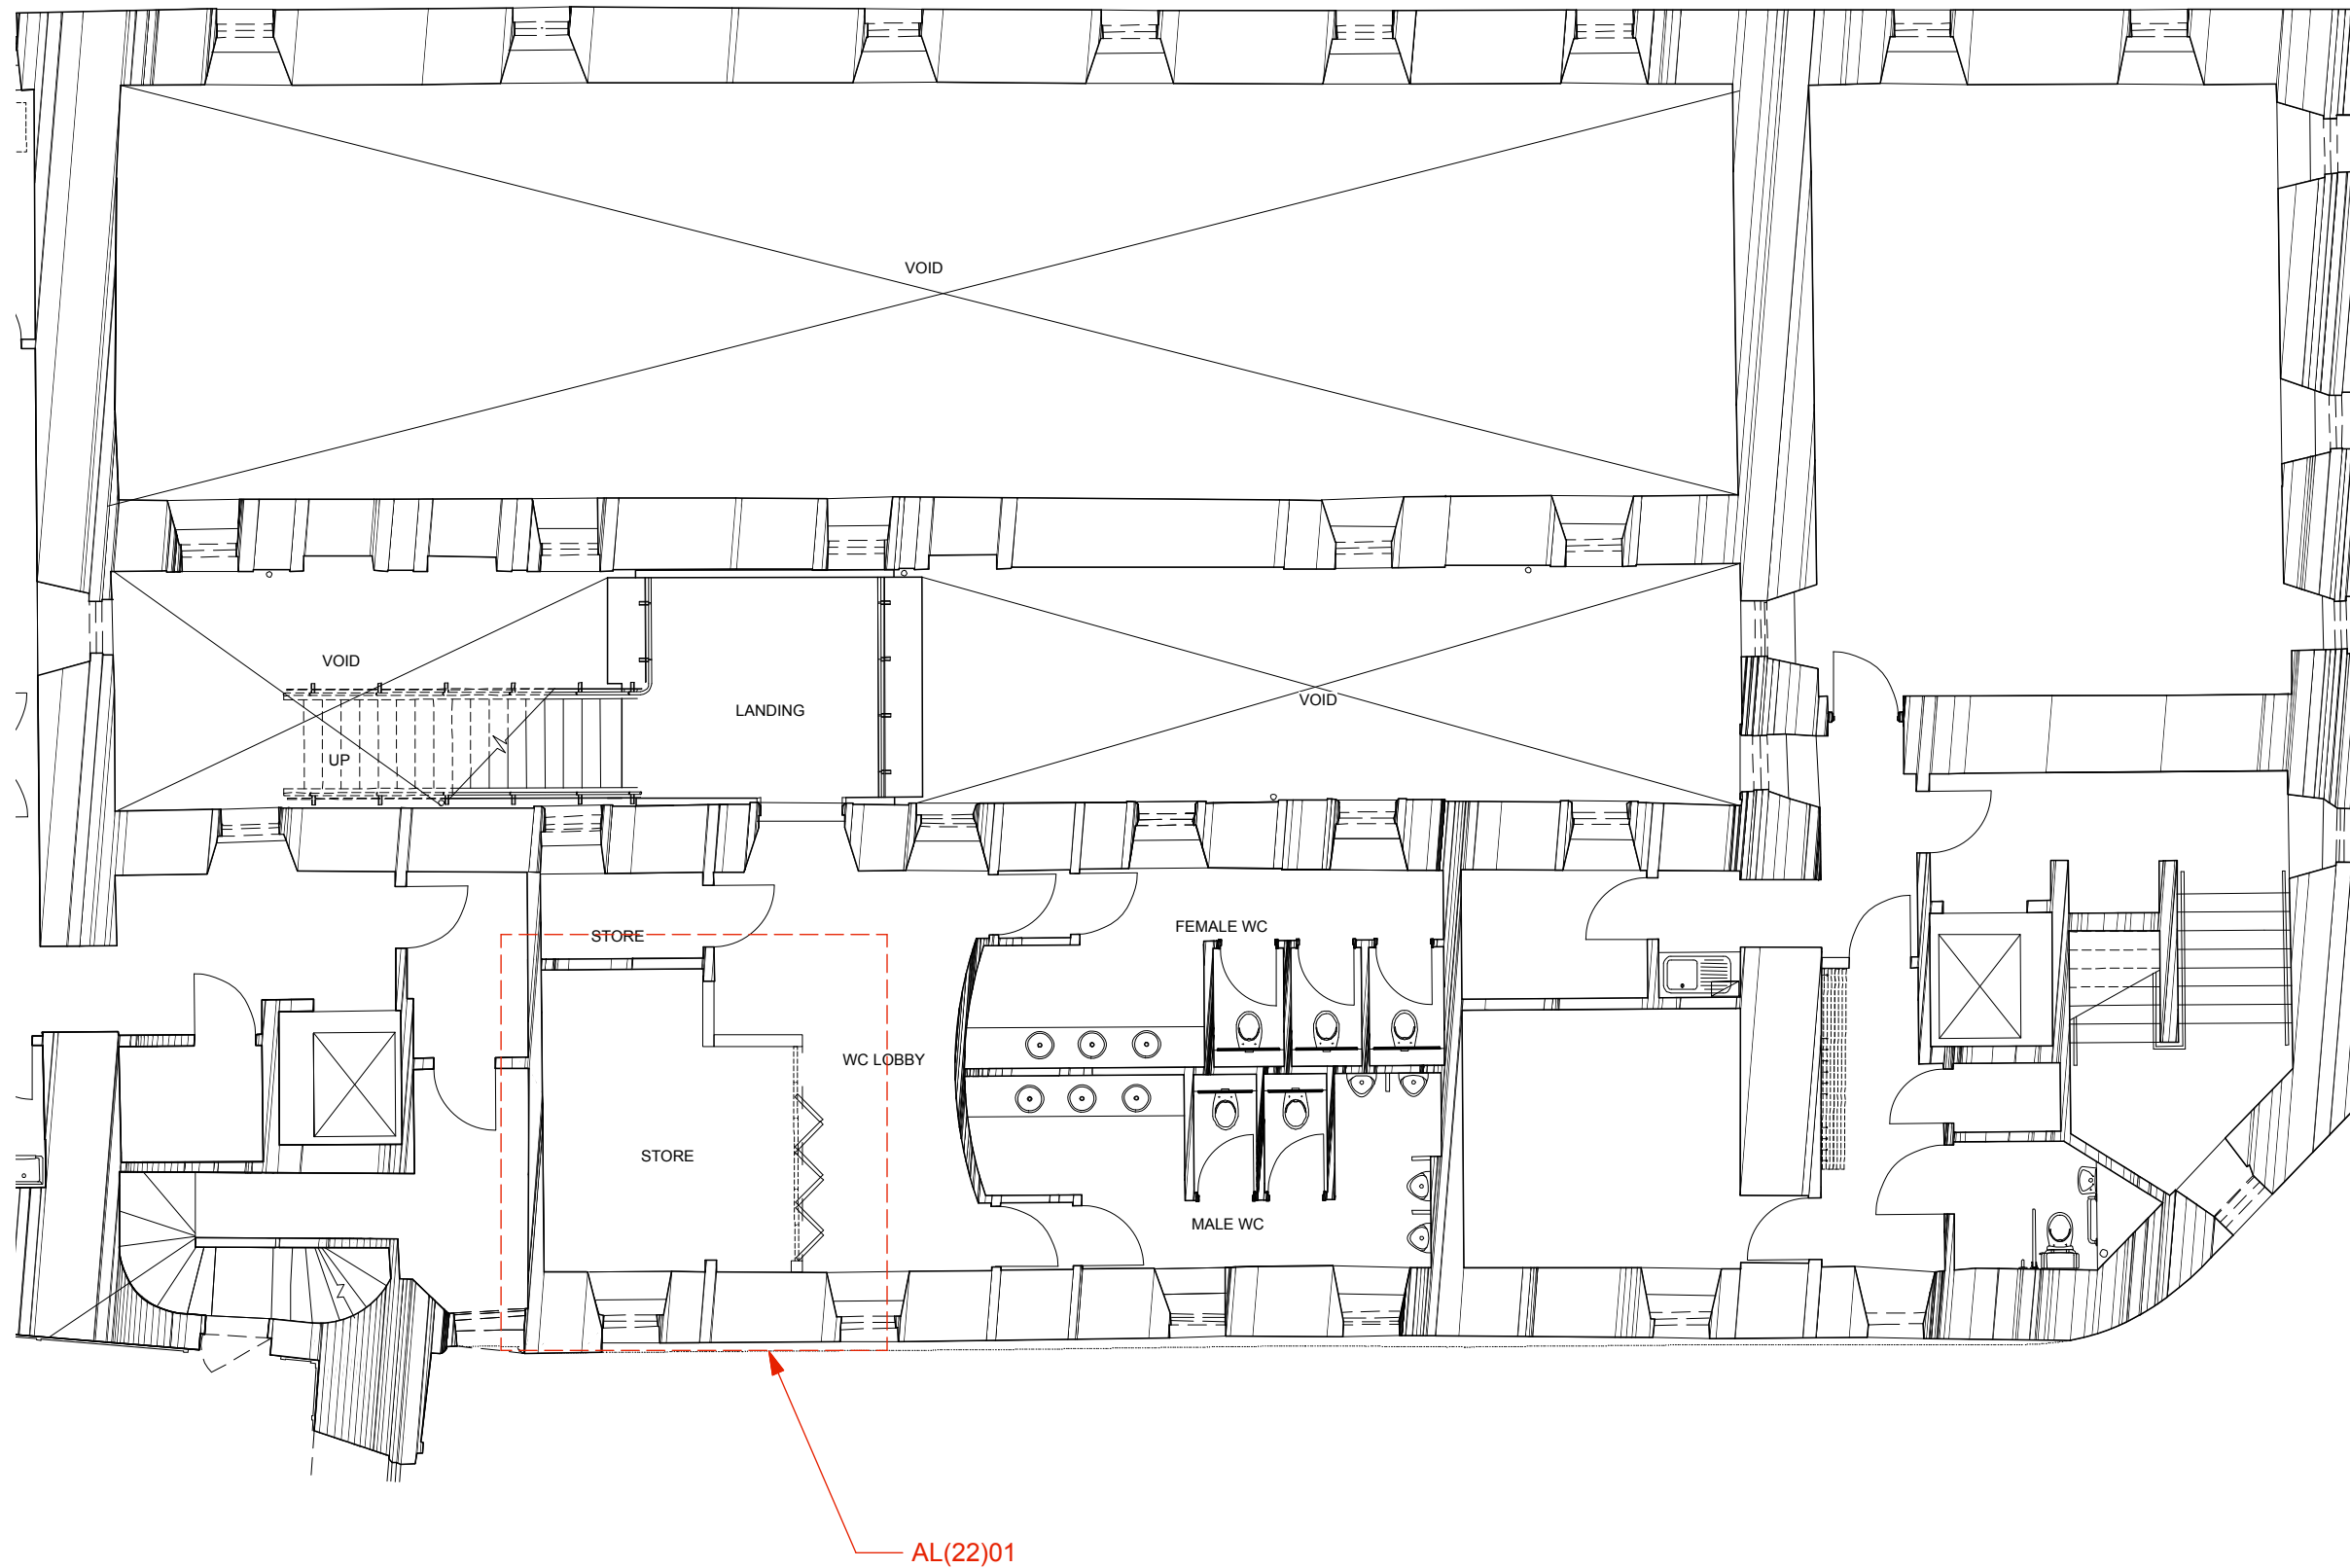 VOID
VOID
LANDING
VOID
UP
FEMALE WC
STORE
WC LOBBY
STORE
MALE WC
AL(22)01